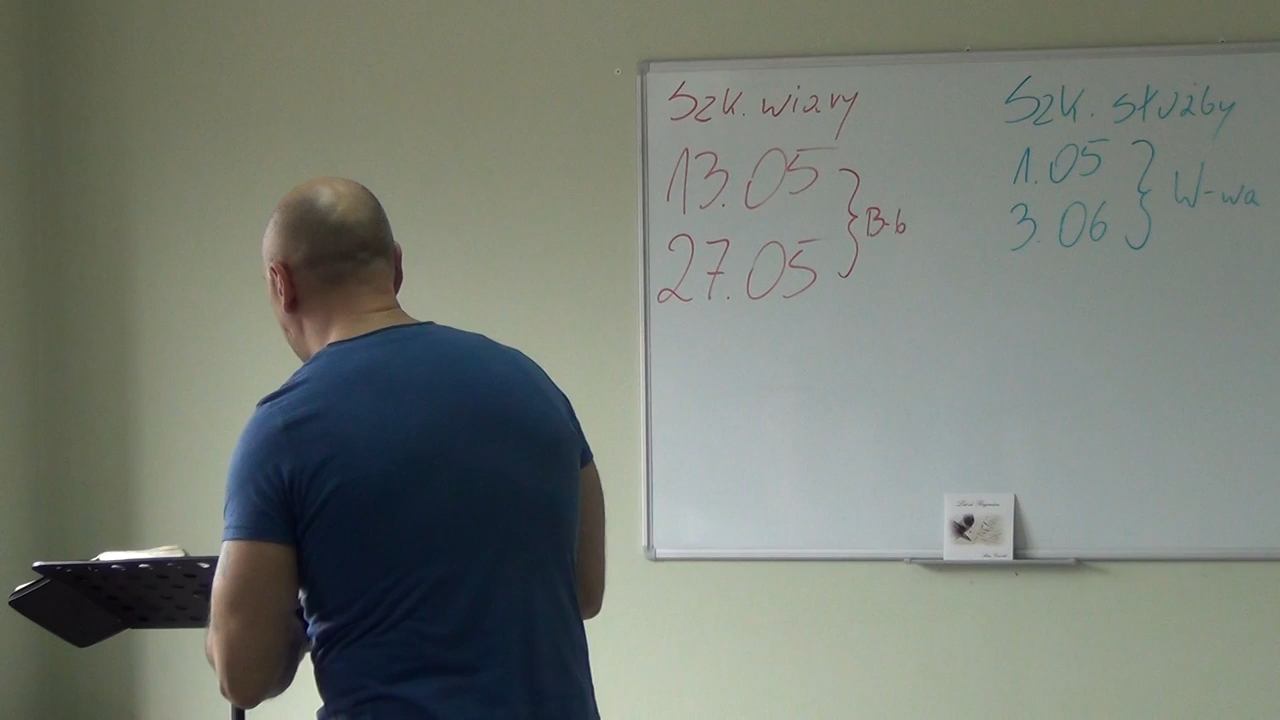 Szk. wiary
13.05
27.05
B-b
Szk. służby
1.05
3.06
W-wa